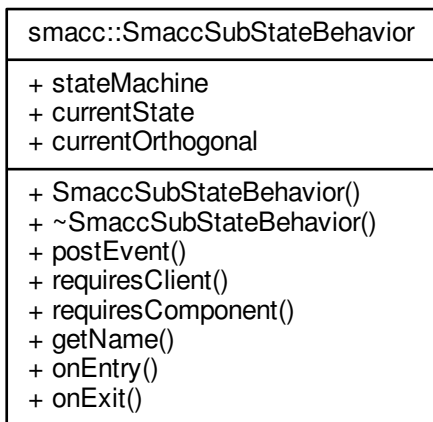 smacc::SmaccSubStateBehavior
+ stateMachine
+ currentState
+ currentOrthogonal
+ SmaccSubStateBehavior()
+ ~SmaccSubStateBehavior()
+ postEvent()
+ requiresClient()
+ requiresComponent()
+ getName()
+ onEntry()
+ onExit()